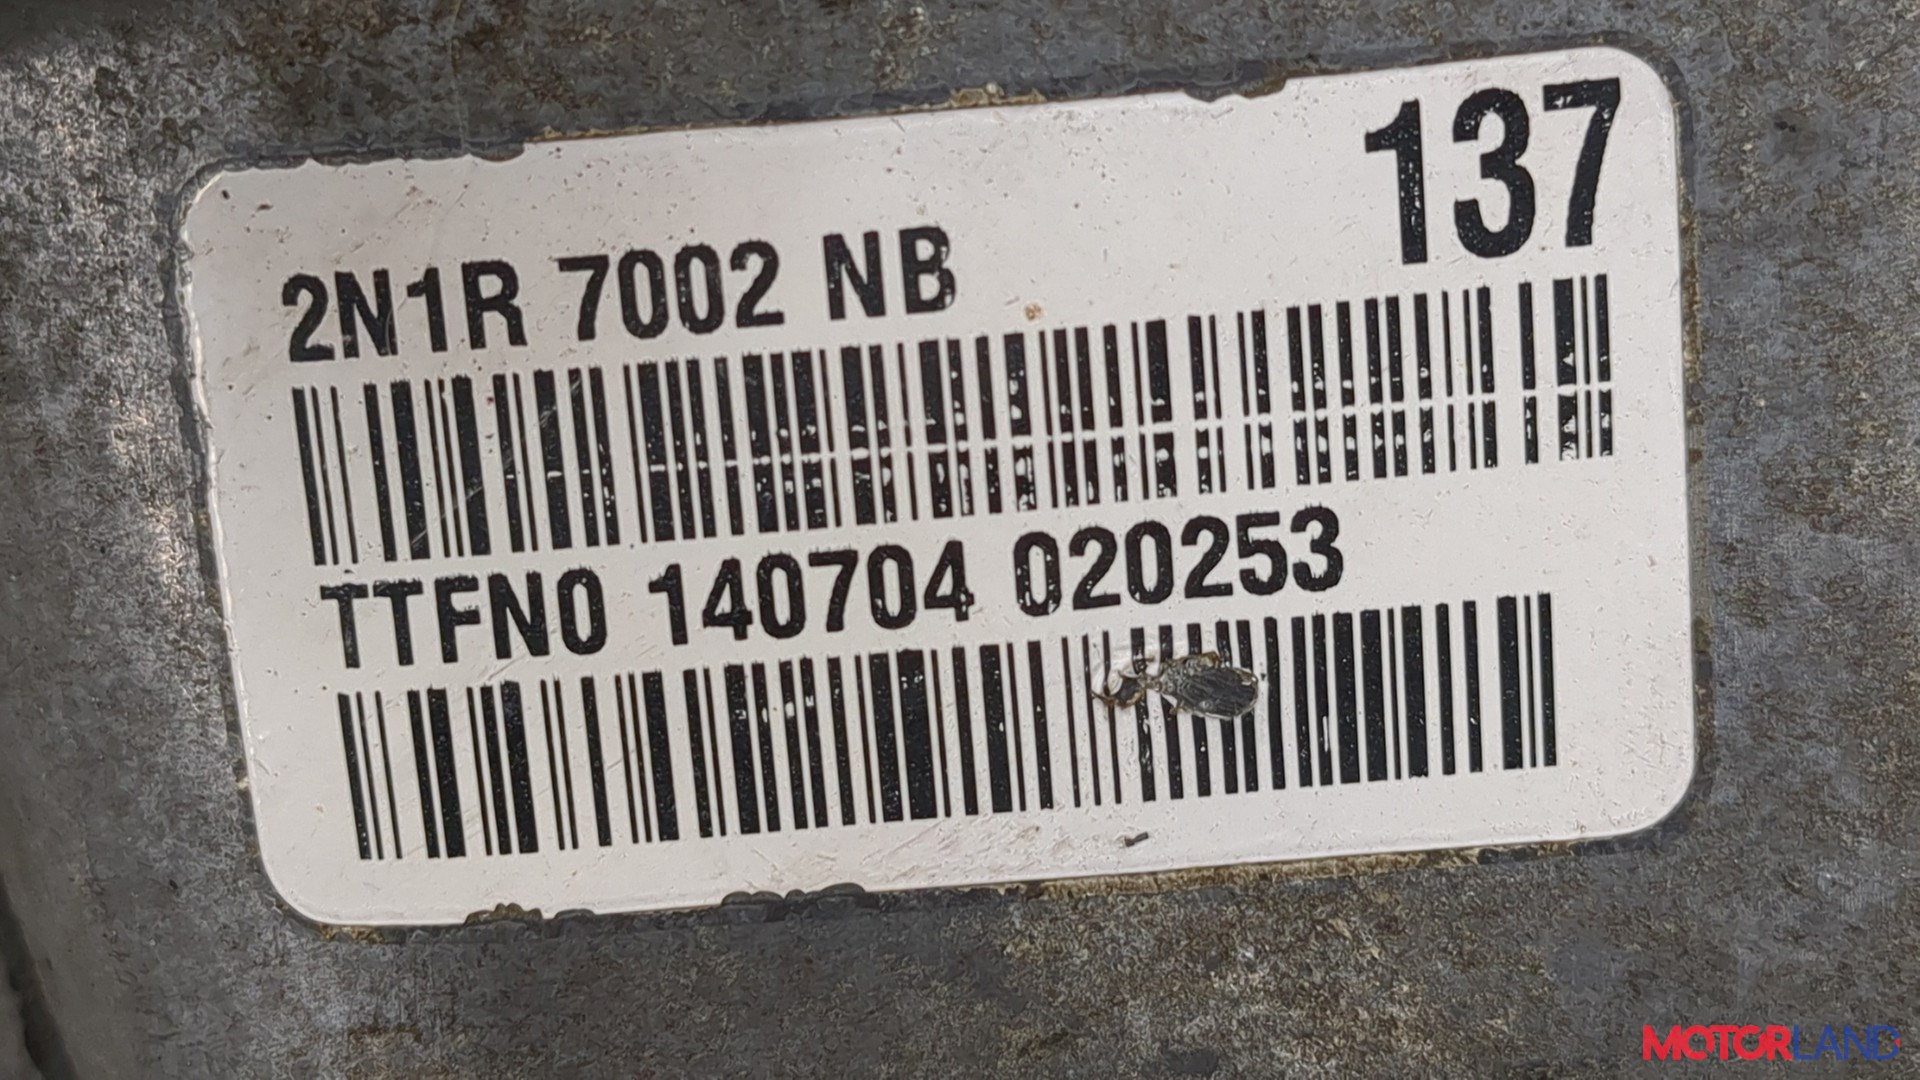 137
2N1R 7002 NB
TTFN0 140704 020253
MOTORLAND